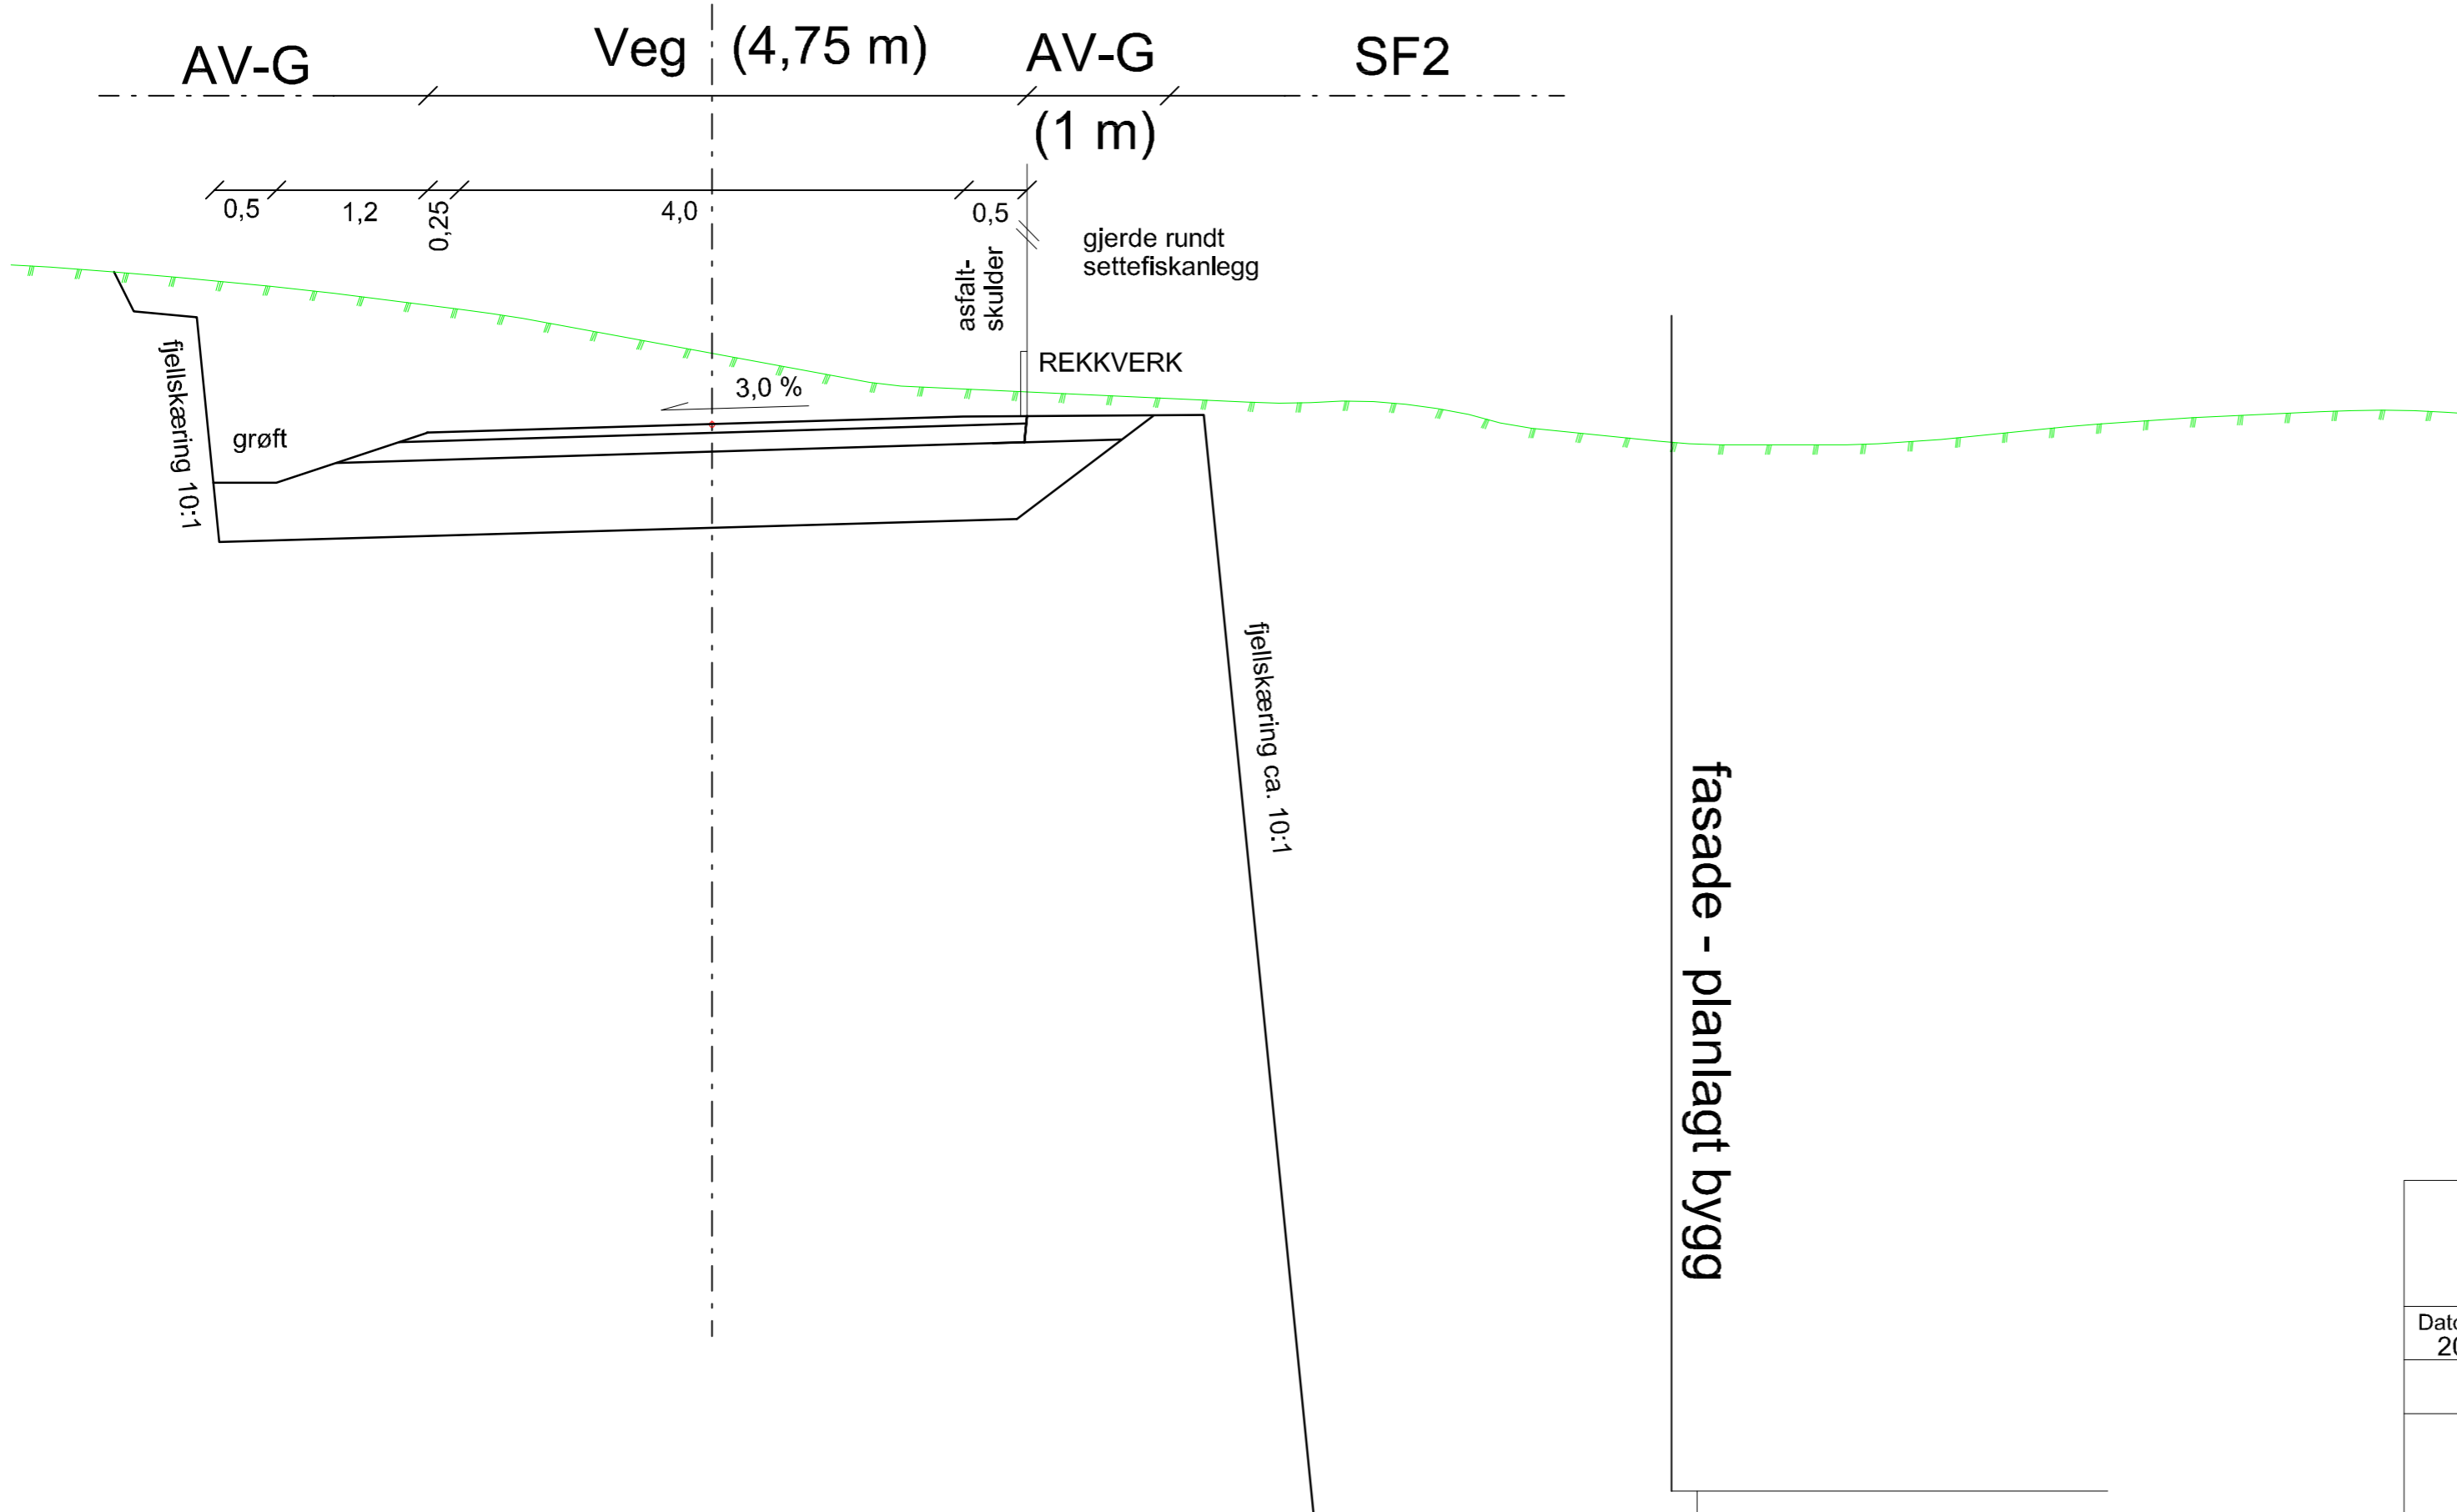 AV-G
Veg (4,75 m)
AV-G
SF2
(1 m)
0,5
1,2
0,25
4,0
0,5
gjerde rundt
settefiskanlegg
asfalt-
skulder
REKKVERK
3,0 %
fjellskæring 10:1
grøft
fjellskæring ca. 10:1
fasade - planlagt bygg